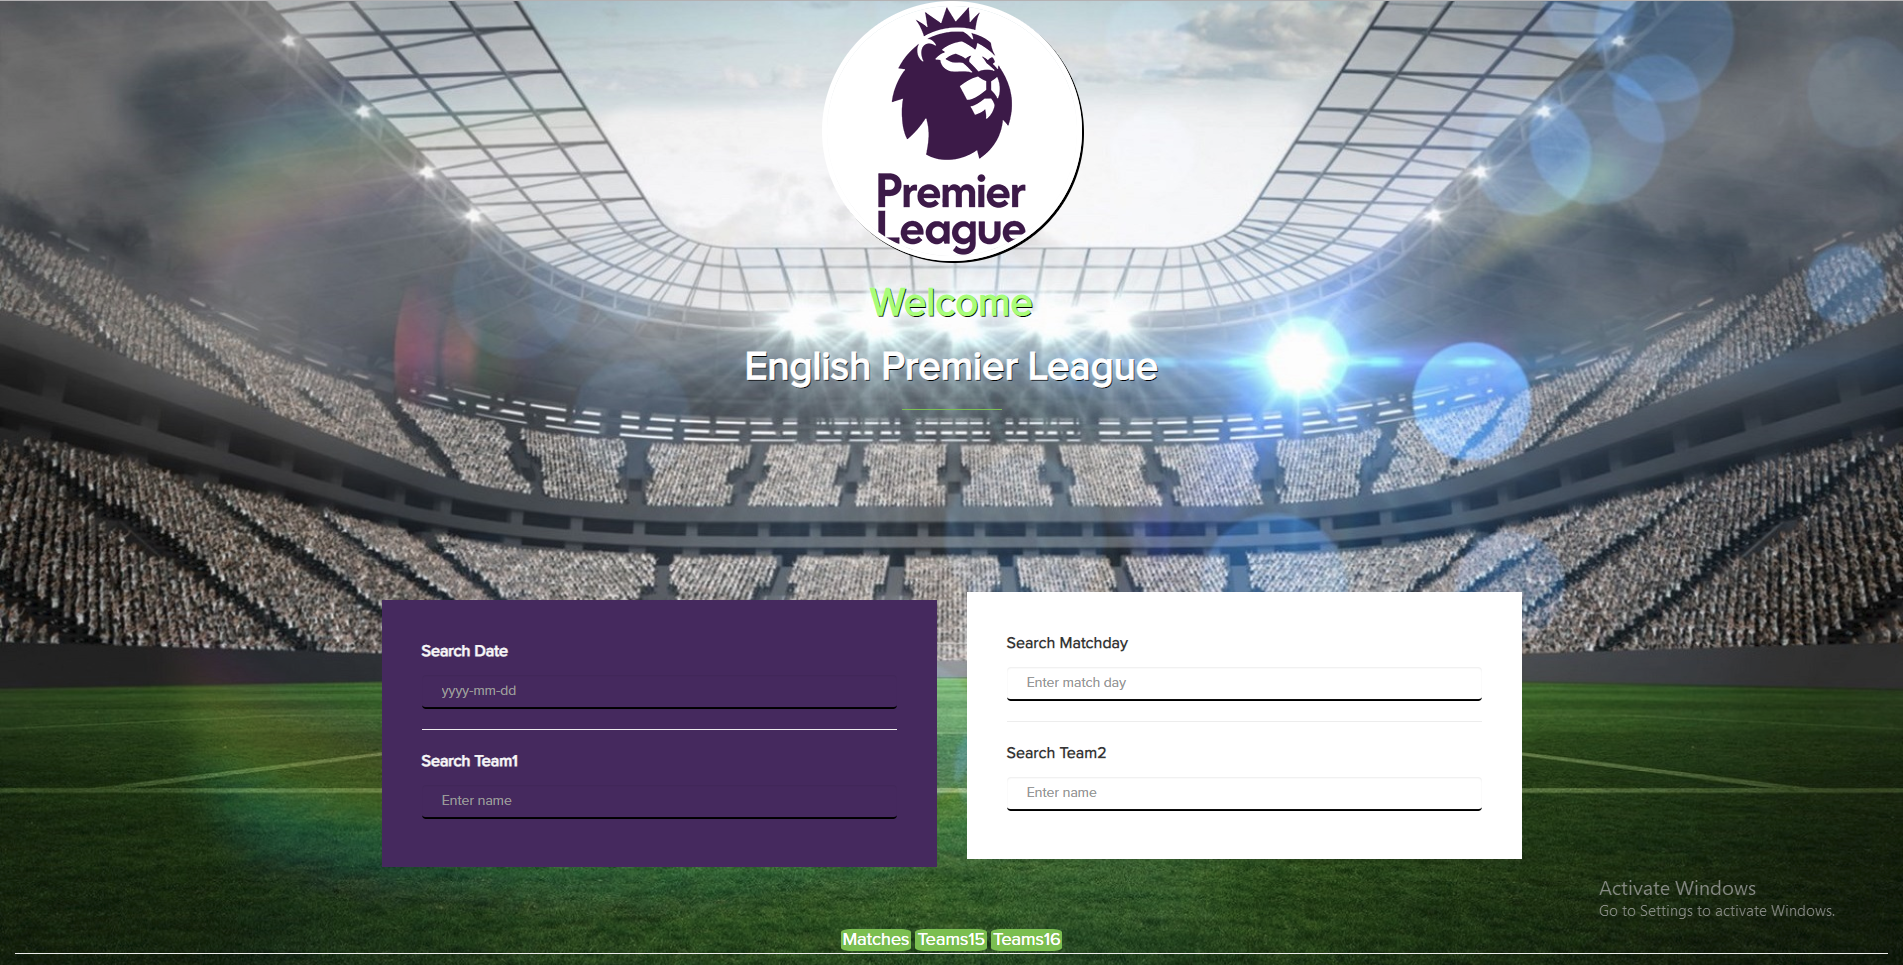 Premier
League
Welcome
English Premier League
Search Date
yyyy-mm-dd
Search Team1
Enter name
Search Matchday
Enter match day
Search Team2
Enter name
Activate Windows
Go to Settings to activate Windows.
Matches Teams15 Teams16